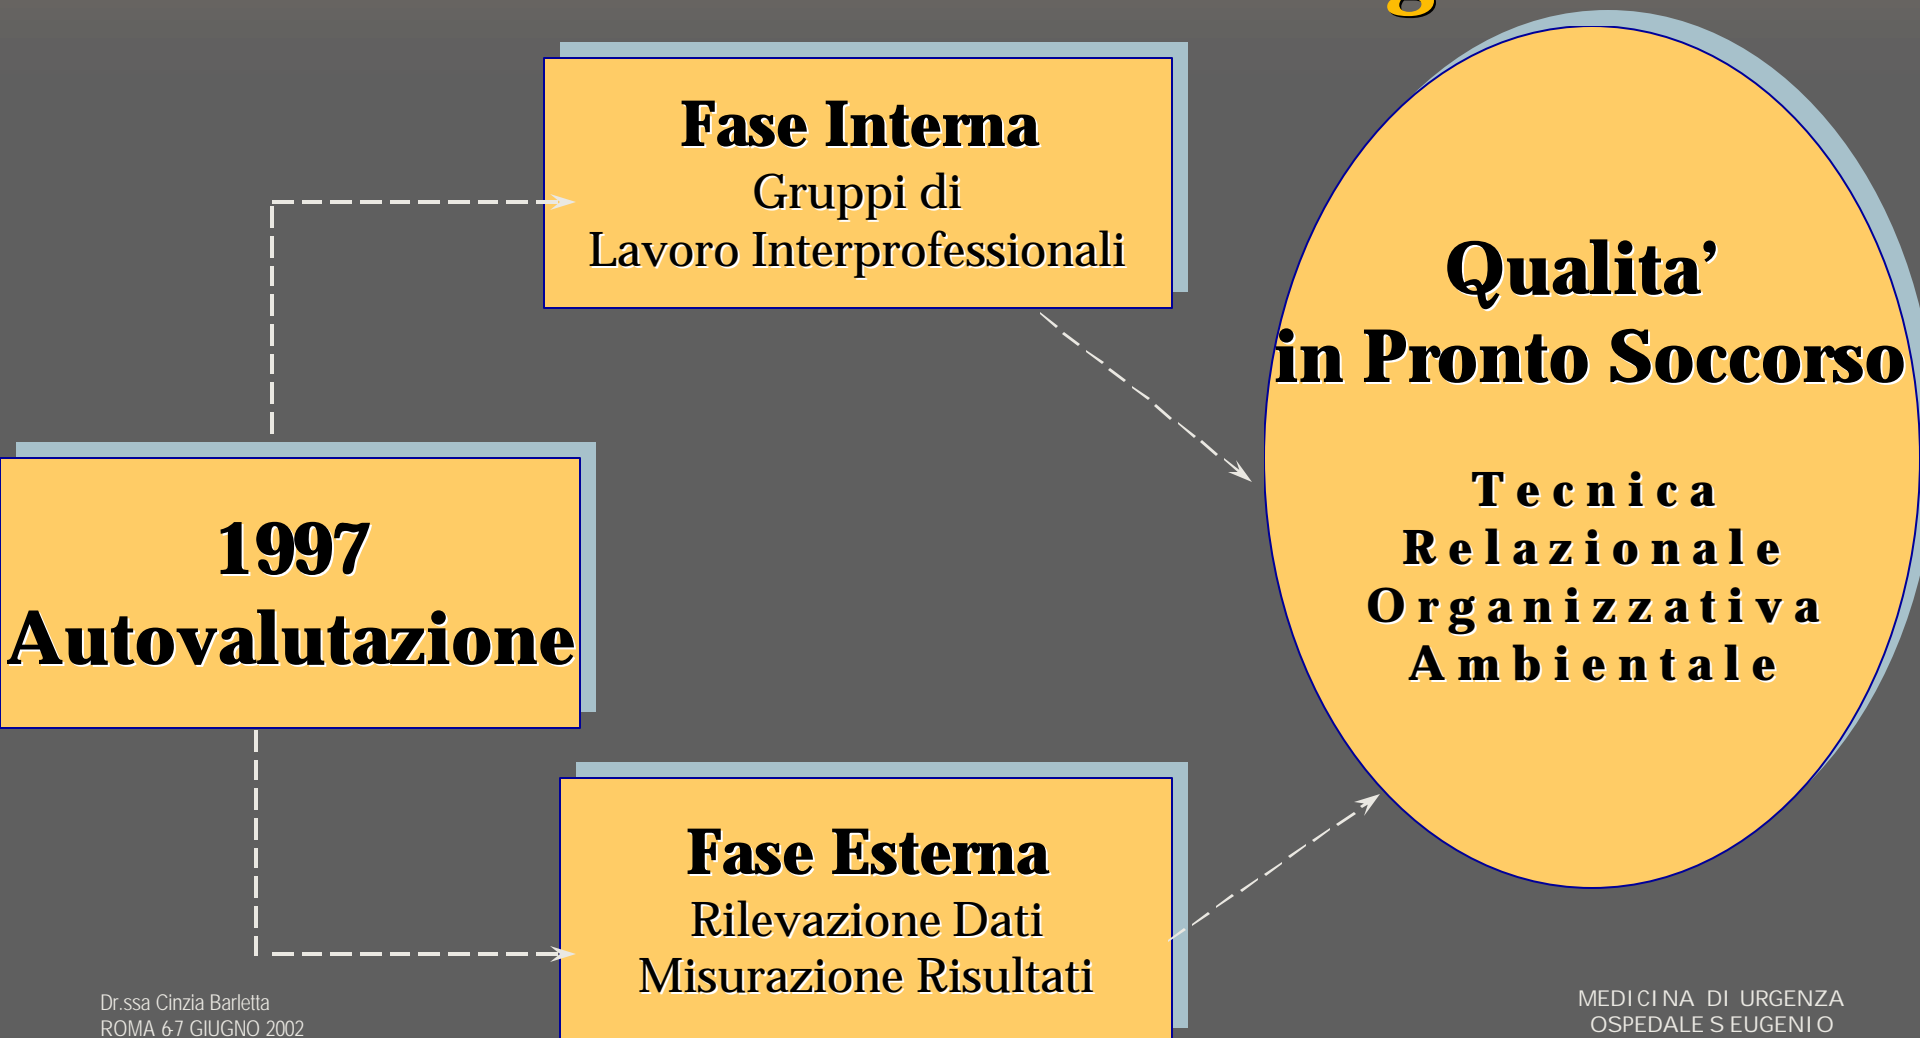 Fase Interna
Gruppi di
Lavoro Interprofessionali
Qualita’
in Pronto Soccorso
Tecnica
Relazionale
Organizzativa
Ambientale
1997
Autovalutazione
Fase Esterna
Rilevazione Dati
Misurazione Risultati
Dr.ssa Cinzia Barletta
ROMA 6-7 GIUGNO 2002
MEDICINA DI URGENZA
OSPEDALE S EUGENIO